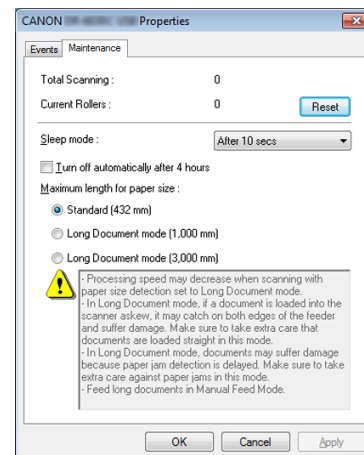 CANON Properties
Events Maintenance
Total Scanning : 0
Current Rollers : 0 Reset
Sleep mode : After 10 secs
Turn off automatically after 4 hours
Maximum length for paper size :
Standard (432 mm)
Long Document mode (1,000 mm)
Long Document mode (3,000 mm)
- Processing speed may decrease when scanning with
paper size detection set to Long Document mode.
- In Long Document mode, if a document is loaded into the
scanner askew, it may catch on both edges of the feeder
and suffer damage. Make sure to take extra care that
documents are loaded straight in this mode.
- In Long Document mode, documents may suffer damage
because paper jam detection is delayed. Make sure to take
extra care against paper jams in this mode.
- Feed long documents in Manual Feed Mode.
OK Cancel Apply